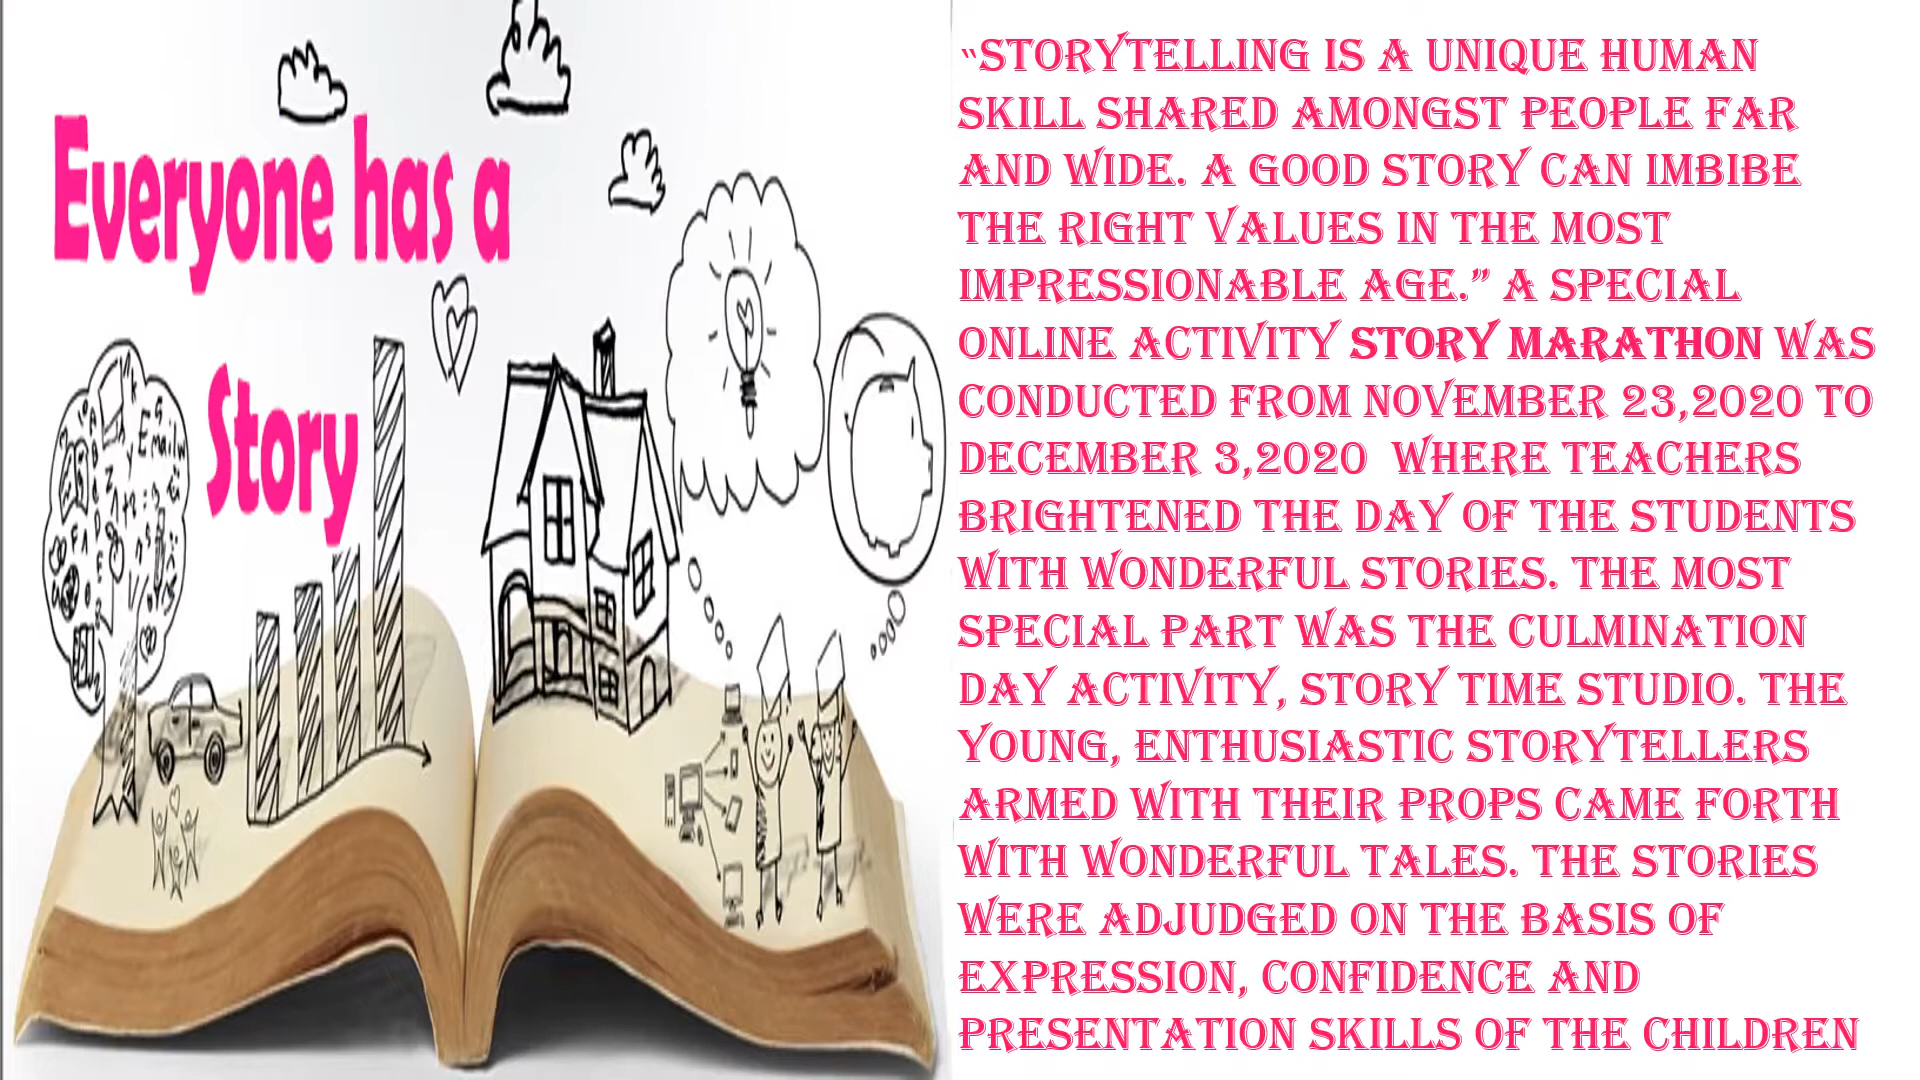 Everyone has a
Story
“STORYTELLING IS A UNIQUE HUMAN
SKILL SHARED AMONGST PEOPLE FAR
AND WIDE. A GOOD STORY CAN IMBIBE
THE RIGHT VALUES IN THE MOST
IMPRESSIONABLE AGE.” A SPECIAL
ONLINE ACTIVITY STORY MARATHON WAS
CONDUCTED FROM NOVEMBER 23,2020 TO
DECEMBER 3,2020 WHERE TEACHERS
BRIGHTENED THE DAY OF THE STUDENTS
WITH WONDERFUL STORIES. THE MOST
SPECIAL PART WAS THE CULMINATION
DAY ACTIVITY, STORY TIME STUDIO. THE
YOUNG, ENTHUSIASTIC STORYTELLERS
ARMED WITH THEIR PROPS CAME FORTH
WITH WONDERFUL TALES. THE STORIES
WERE ADJUDGED ON THE BASIS OF
EXPRESSION, CONFIDENCE AND
PRESENTATION SKILLS OF THE CHILDREN